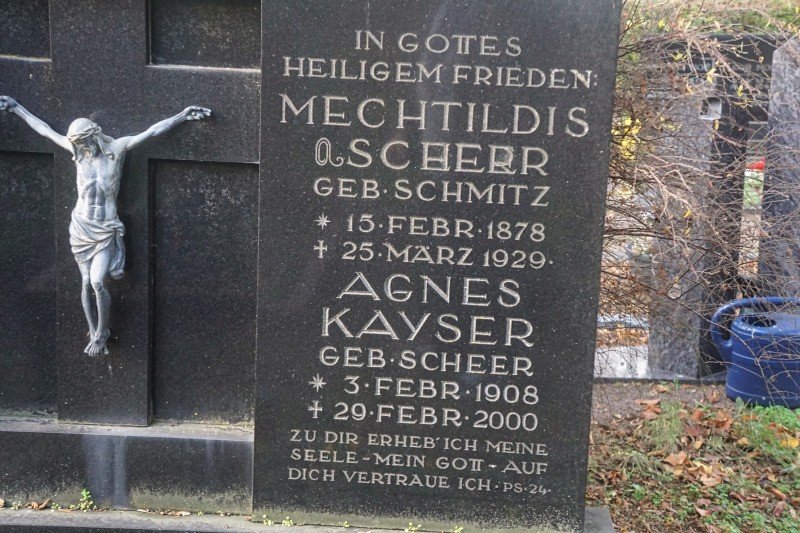 IN GOTTES
HEILIGEM FRIEDEN:
MECHTILDIS
GEB·SCHMITZ
* 15·FEBR·1878
† 25·MÄRZ·1929·
AGNES
KAYSER
GEB·SCHEER
* 3·FEBR·1908
† 29·FEBR·2000·
ZU DIR ERHEB'ICH MEINE
SEELE-MEIN GOTT-AUF
DICH VERTRAUE ICH·PS·24·